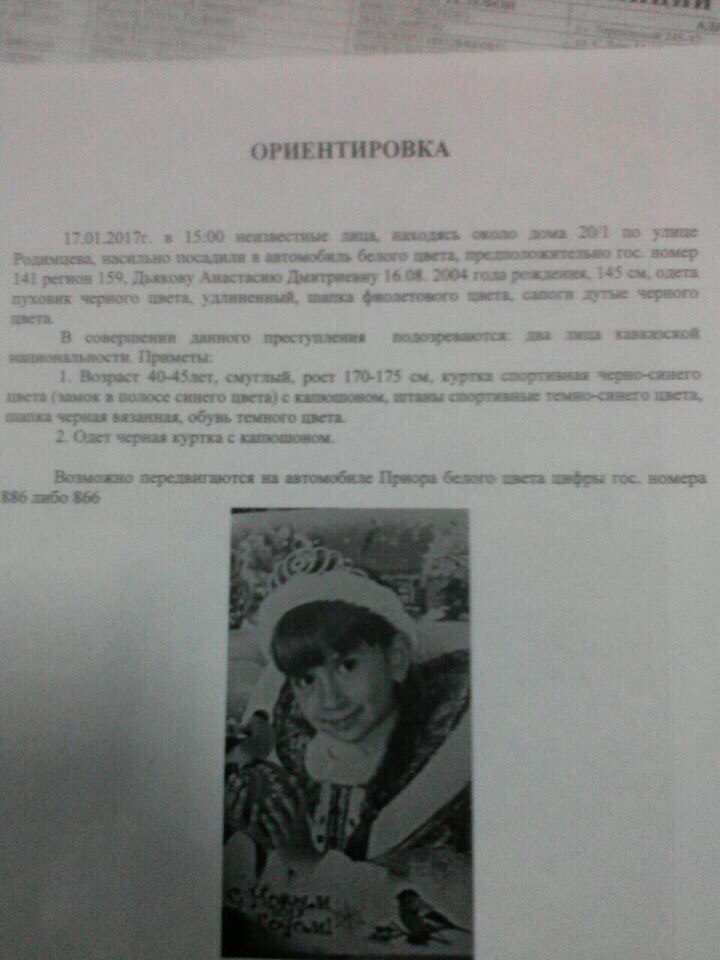 ОРИЕНТИРОВКА
17.01.2017г. в 15:00 неизвестные лица, находясь около дома 20/1 по улице
Родимцева, насильно посадили в автомобиль белого цвета, предположительно гос. номер
141 регион 159, Дьякову Анастасию Дмитриевну 16.08. 2004 года рождения, 145 см, одета
пуховик черного цвета, удлиненный, шапка фиолетового цвета, сапоги дутые черного
цвета.
В совершении данного преступления подозреваются: два лица кавказской
национальности. Приметы:
1. Возраст 40-45лет, смуглый, рост 170-175 см, куртка спортивная черно-синего
цвета (замок в полосе синего цвета) с капюшоном, штаны спортивные темно-синего цвета,
шапка черная вязанная, обувь темного цвета.
2. Одет черная куртка с капюшоном.
Возможно передвигаются на автомобиле Приора белого цвета цифры гос. номера
886 либо 866
с Новым
Годом!